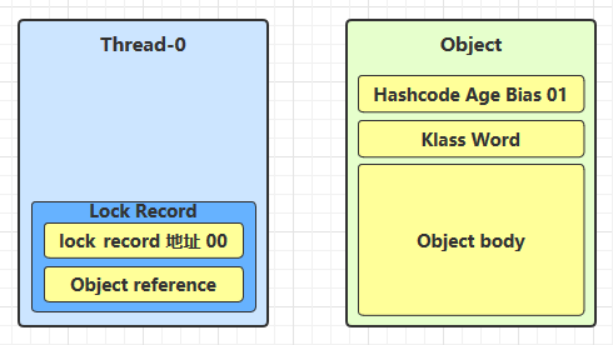 Thread-0
Lock Record
lock record 地址 00
Object reference
Object
Hashcode Age Bias 01
Klass Word
Object body